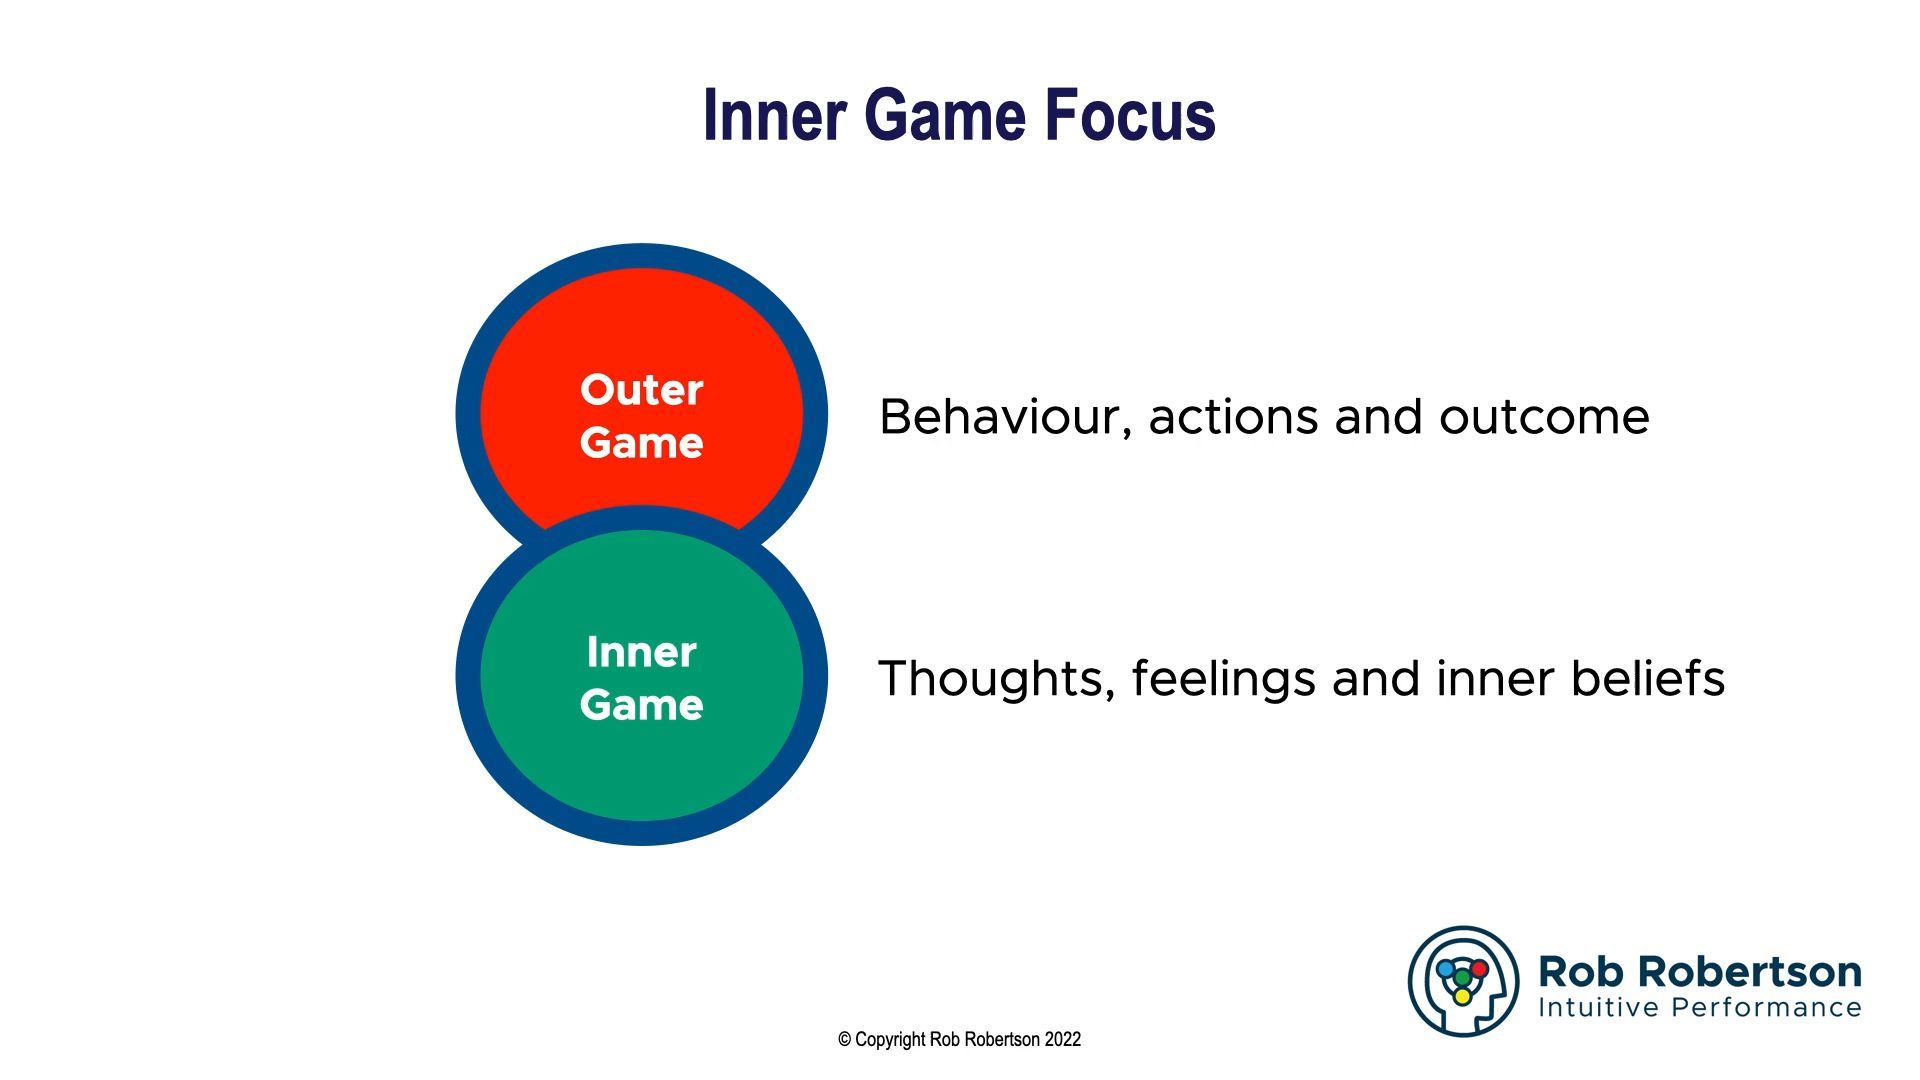 Inner Game Focus
Outer
Game
Behaviour, actions and outcome
Inner
Game
Thoughts, feelings and inner beliefs
Rob Robertson
Intuitive Performance
© Copyright Rob Robertson 2022